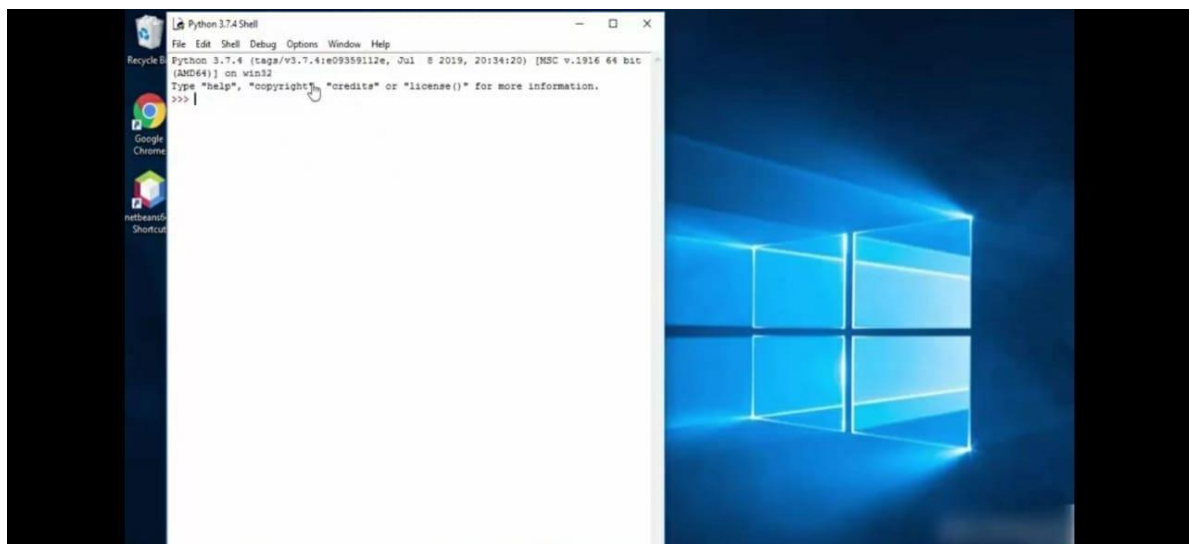 Python 3.7.4 Shell
File Edit Shell Debug Options Window Help
Python 3.7.4 (tags/v3.7.4:e09359112e, Jul 8 2019, 20:34:20) [MSC v.1916 64 bit
(AMD64)] on win32
Type "help", "copyright", "credits" or "license()" for more information.
>>>
Recycle Bi
Google
Chrome
netbeans6
Shortcut